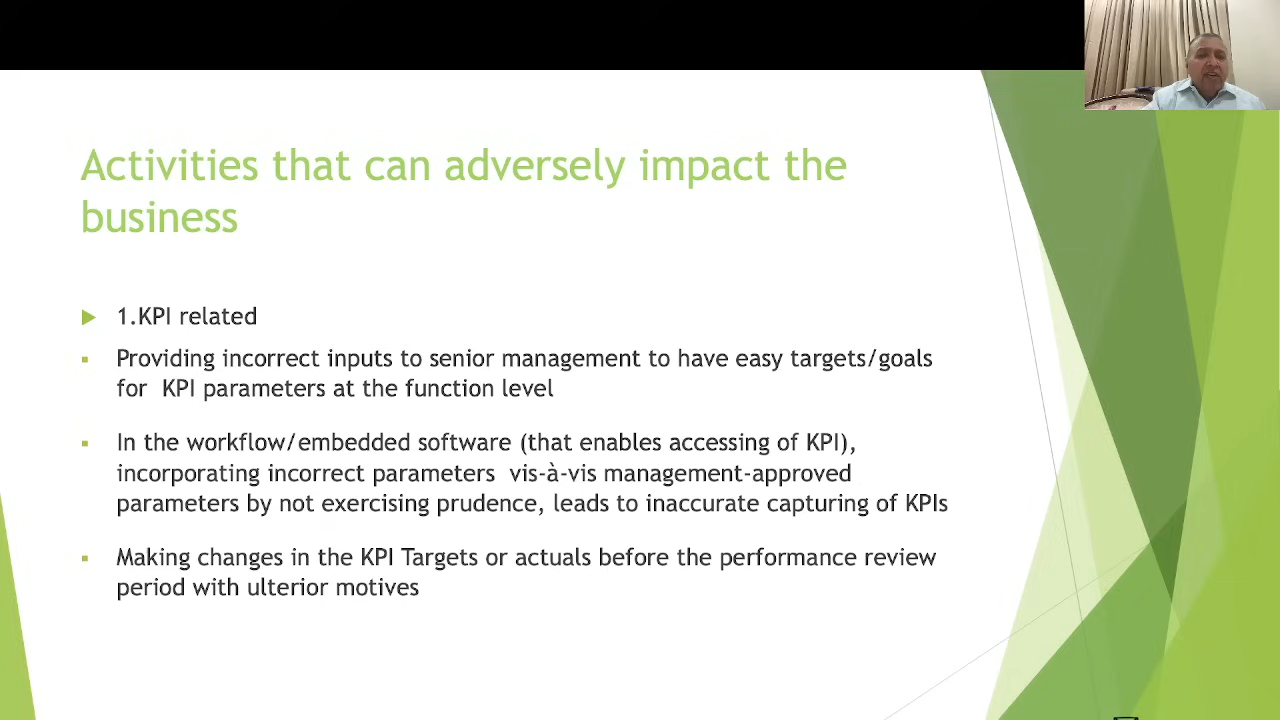 Activities that can adversely impact the
business
1.KPI related
Providing incorrect inputs to senior management to have easy targets/goals
for KPI parameters at the function level
In the workflow/embedded software (that enables accessing of KPI),
incorporating incorrect parameters vis-à-vis management-approved
parameters by not exercising prudence, leads to inaccurate capturing of KPIs
Making changes in the KPI Targets or actuals before the performance review
period with ulterior motives